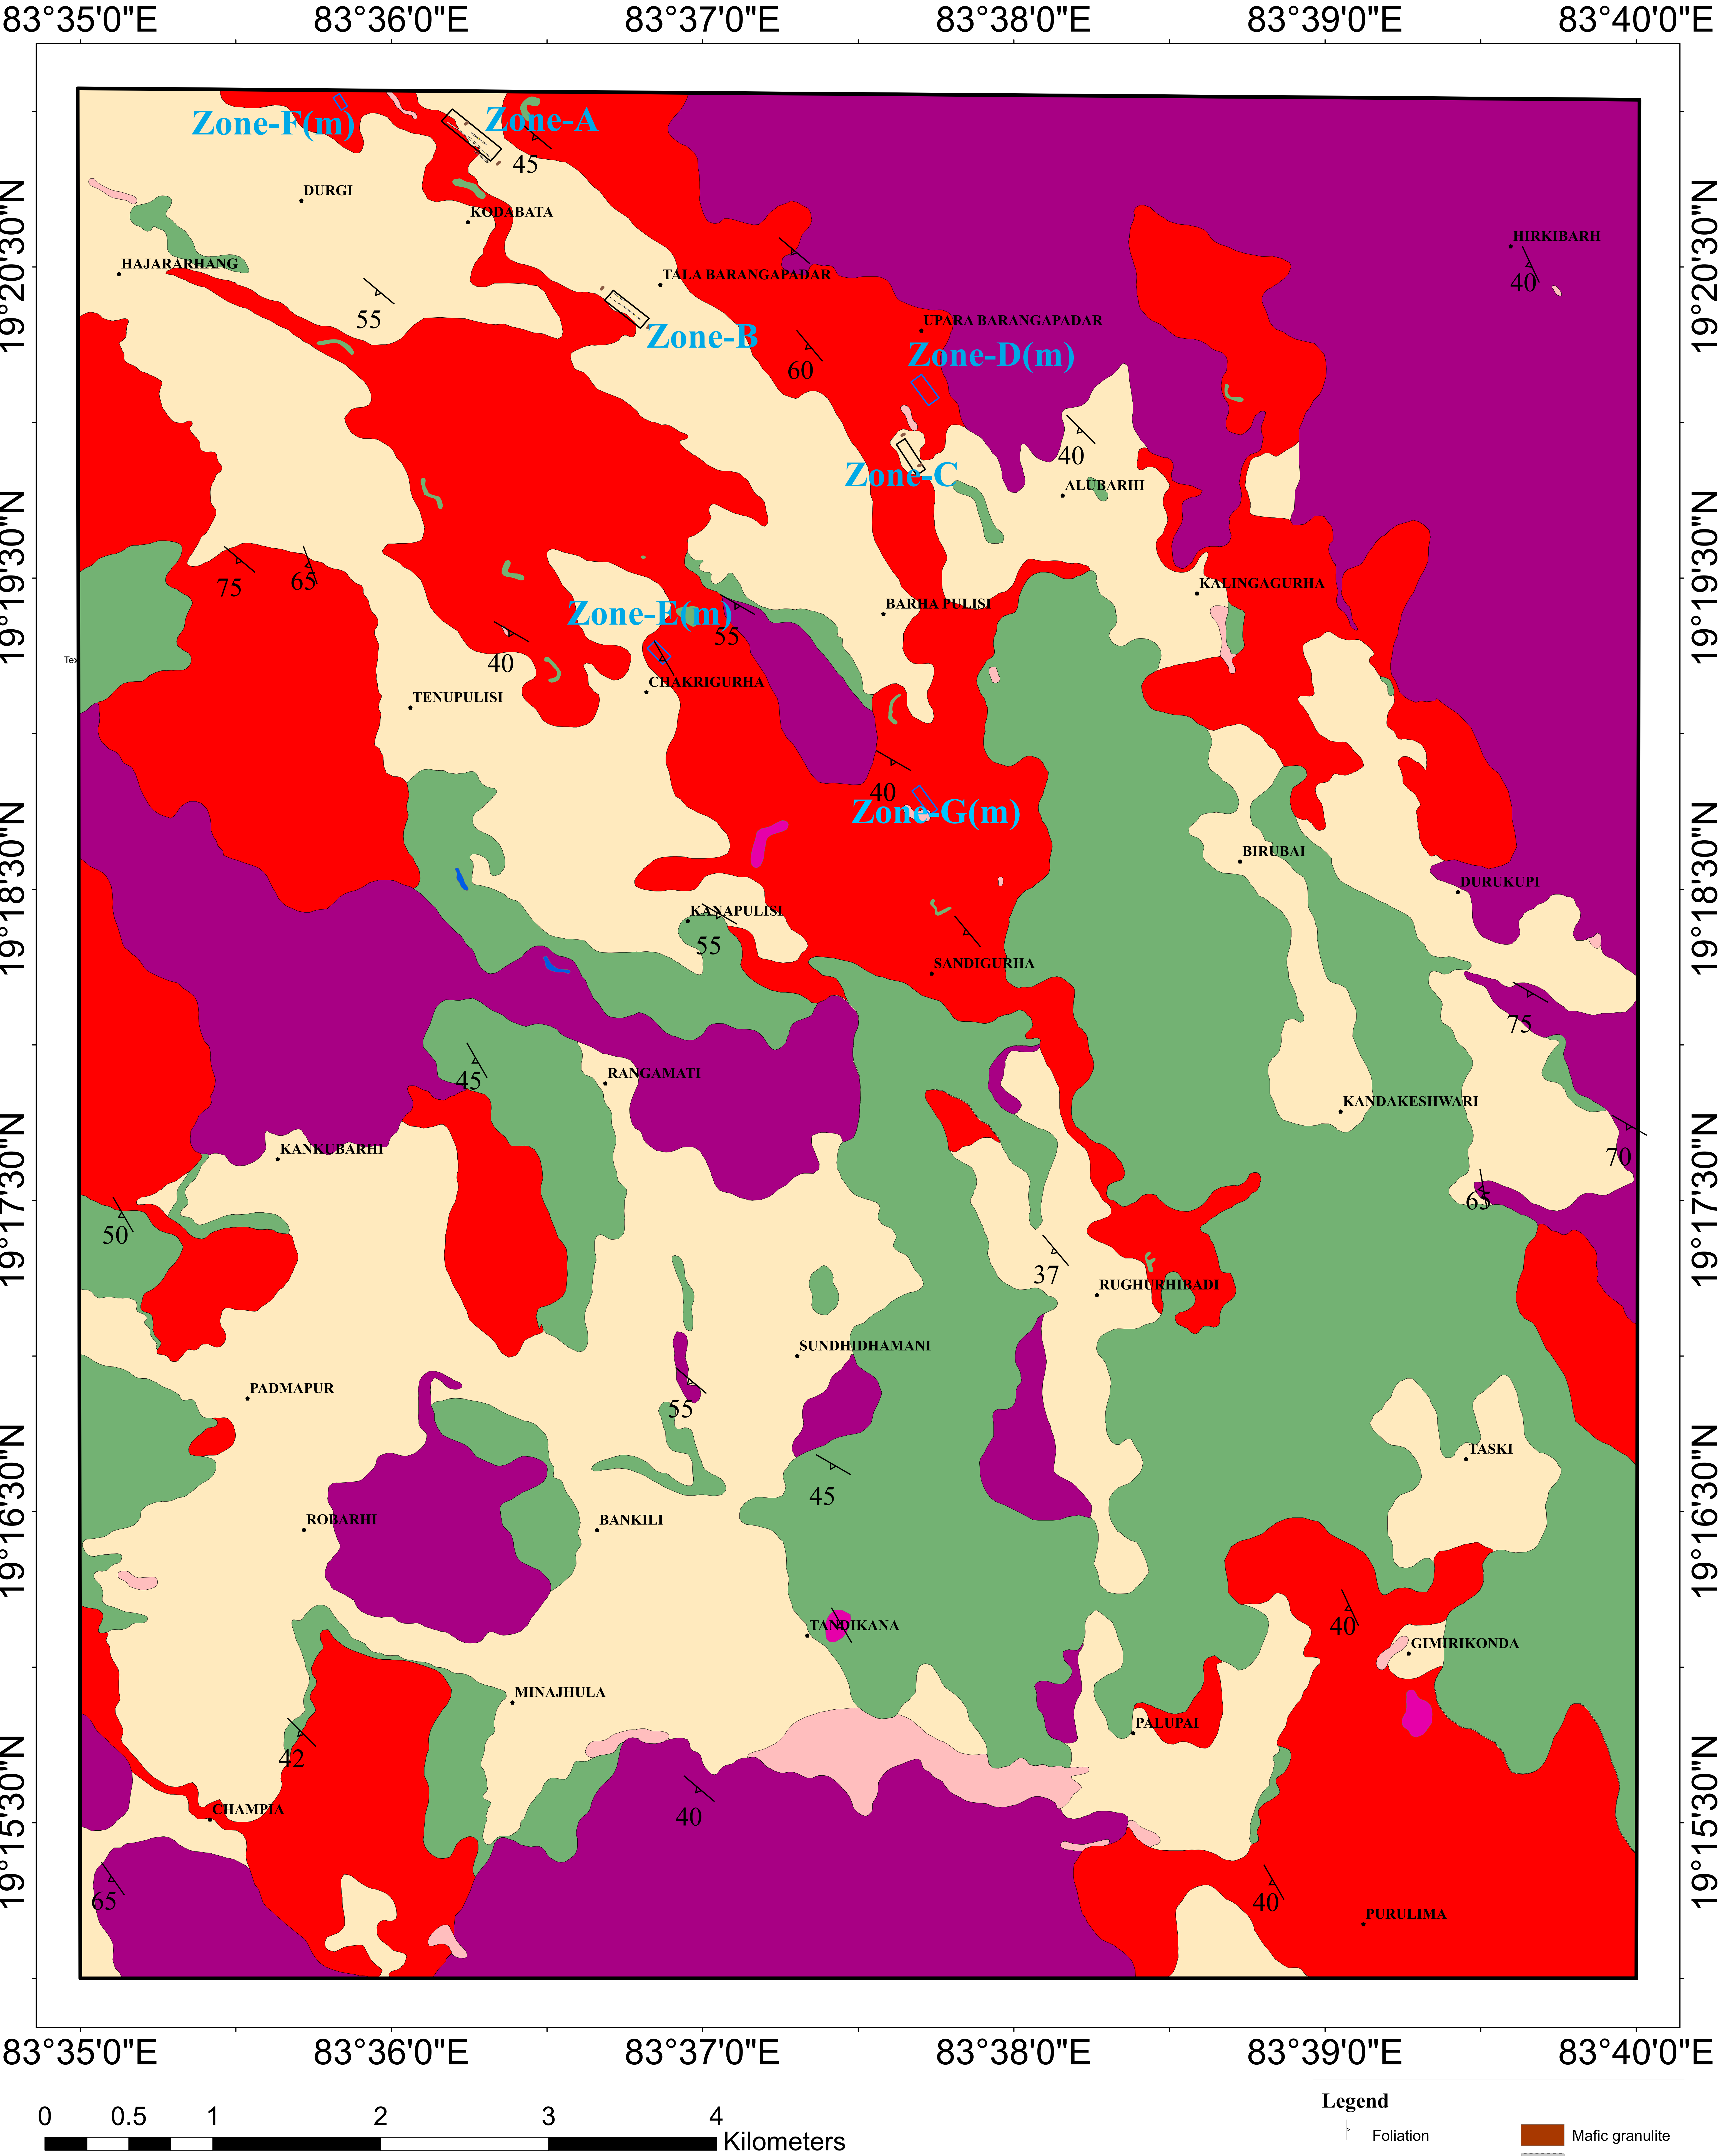 83°35'0"E 83°36'0"E 83°37'0"E 83°38'0"E 83°39'0"E 83°40'0"E
Zone-F(m)
Zone-A
45
DURGI
KODABATA
19°20'30"N
19°20'30"N
HIRKIBARH
40
HAJARARHANG
TALA BARANGAPADAR
55
UPARA BARANGAPADAR
Zone-B
Zone-D(m)
60
40
Zone-C
ALUBARHI
19°19'30"N
19°19'30"N
75
65
KALINGAGURHA
BARHA PULISI
Zone-E(m)
55
Tex
40
CHAKRIGURHA
TENUPULISI
40
Zone-G(m)
19°18'30"N
19°18'30"N
BIRUBAI
DURUKUPI
KANAPULISI
55
SANDIGURHA
75
45
RANGAMATI
KANDAKESHWARI
KANKUBARHI
70
19°17'30"N
19°17'30"N
65
50
37
RUGHURHIBADI
SUNDHIDHAMANI
PADMAPUR
55
TASKI
19°16'30"N
19°16'30"N
45
ROBARHI
BANKILI
TANDIKANA
40
GIMIRIKONDA
MINAJHULA
PALUPAI
42
19°15'30"N
19°15'30"N
CHAMPIA
40
65
40
PURULIMA
83°35'0"E 83°36'0"E 83°37'0"E 83°38'0"E 83°39'0"E 83°40'0"E
Legend
0 0.5 1 2 3 4
Kilometers
Foliation
Mafic granulite